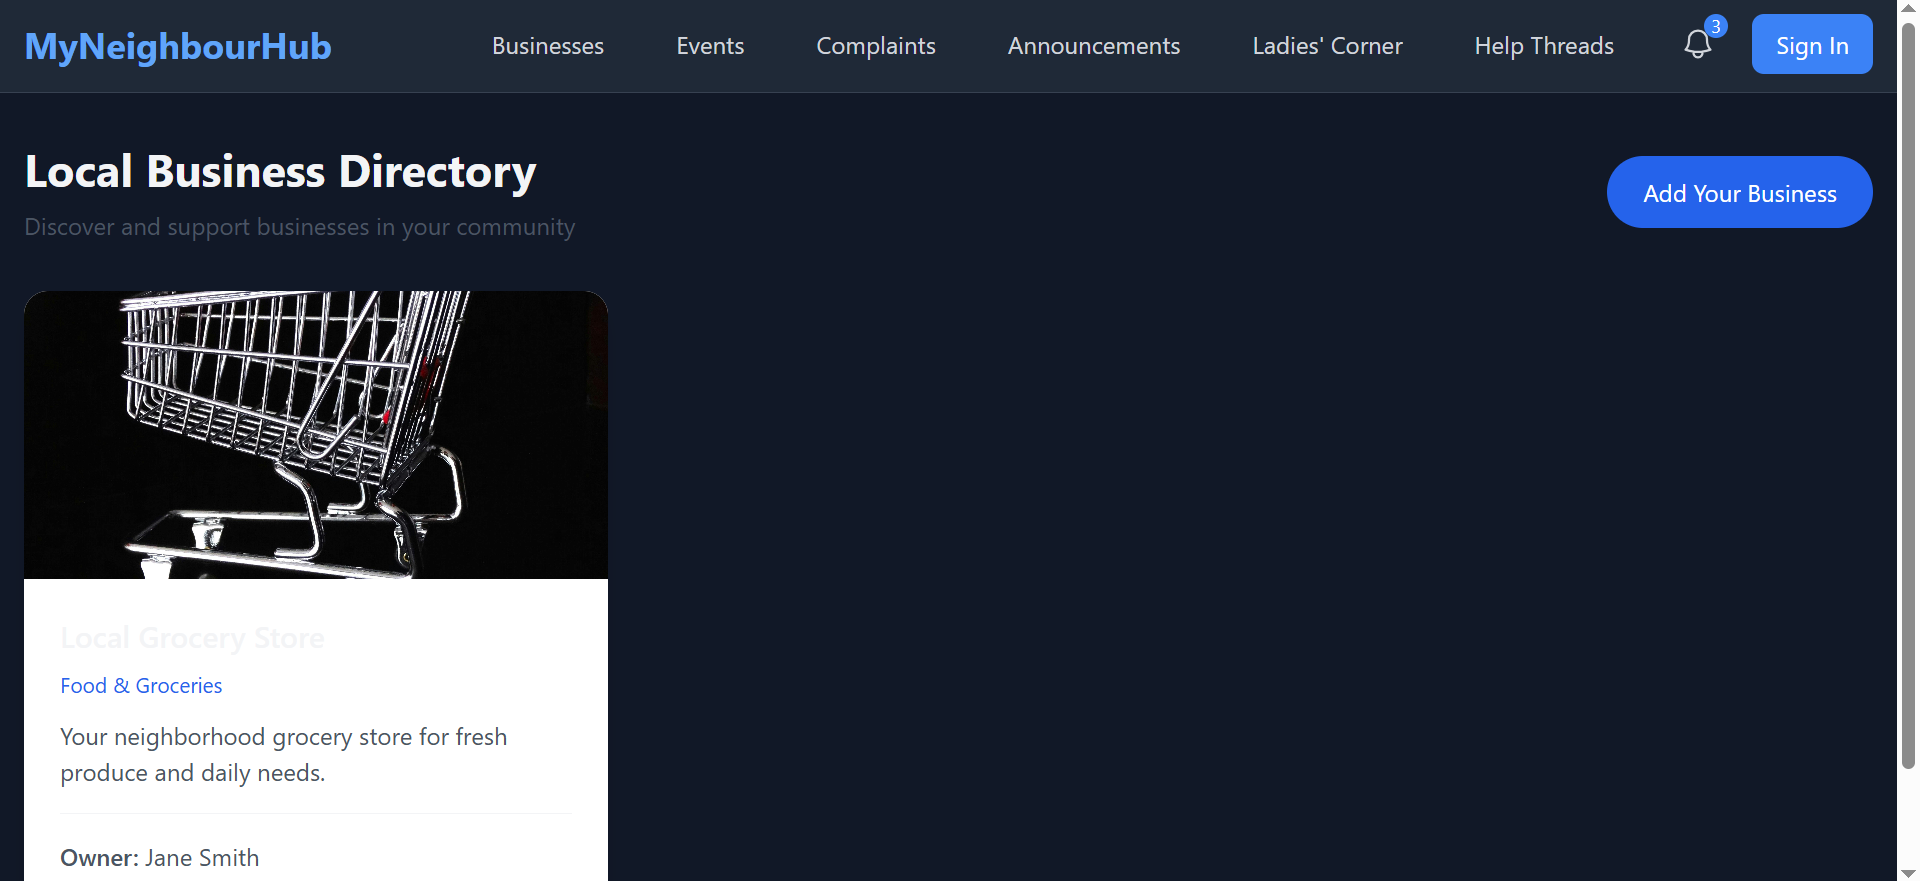 MyNeighbourHub
Businesses
Events
Complaints
Announcements
Ladies' Corner
Help Threads
3
Sign In
Local Business Directory
Discover and support businesses in your community
Add Your Business
Local Grocery Store
Food & Groceries
Your neighborhood grocery store for fresh
produce and daily needs.
Owner: Jane Smith